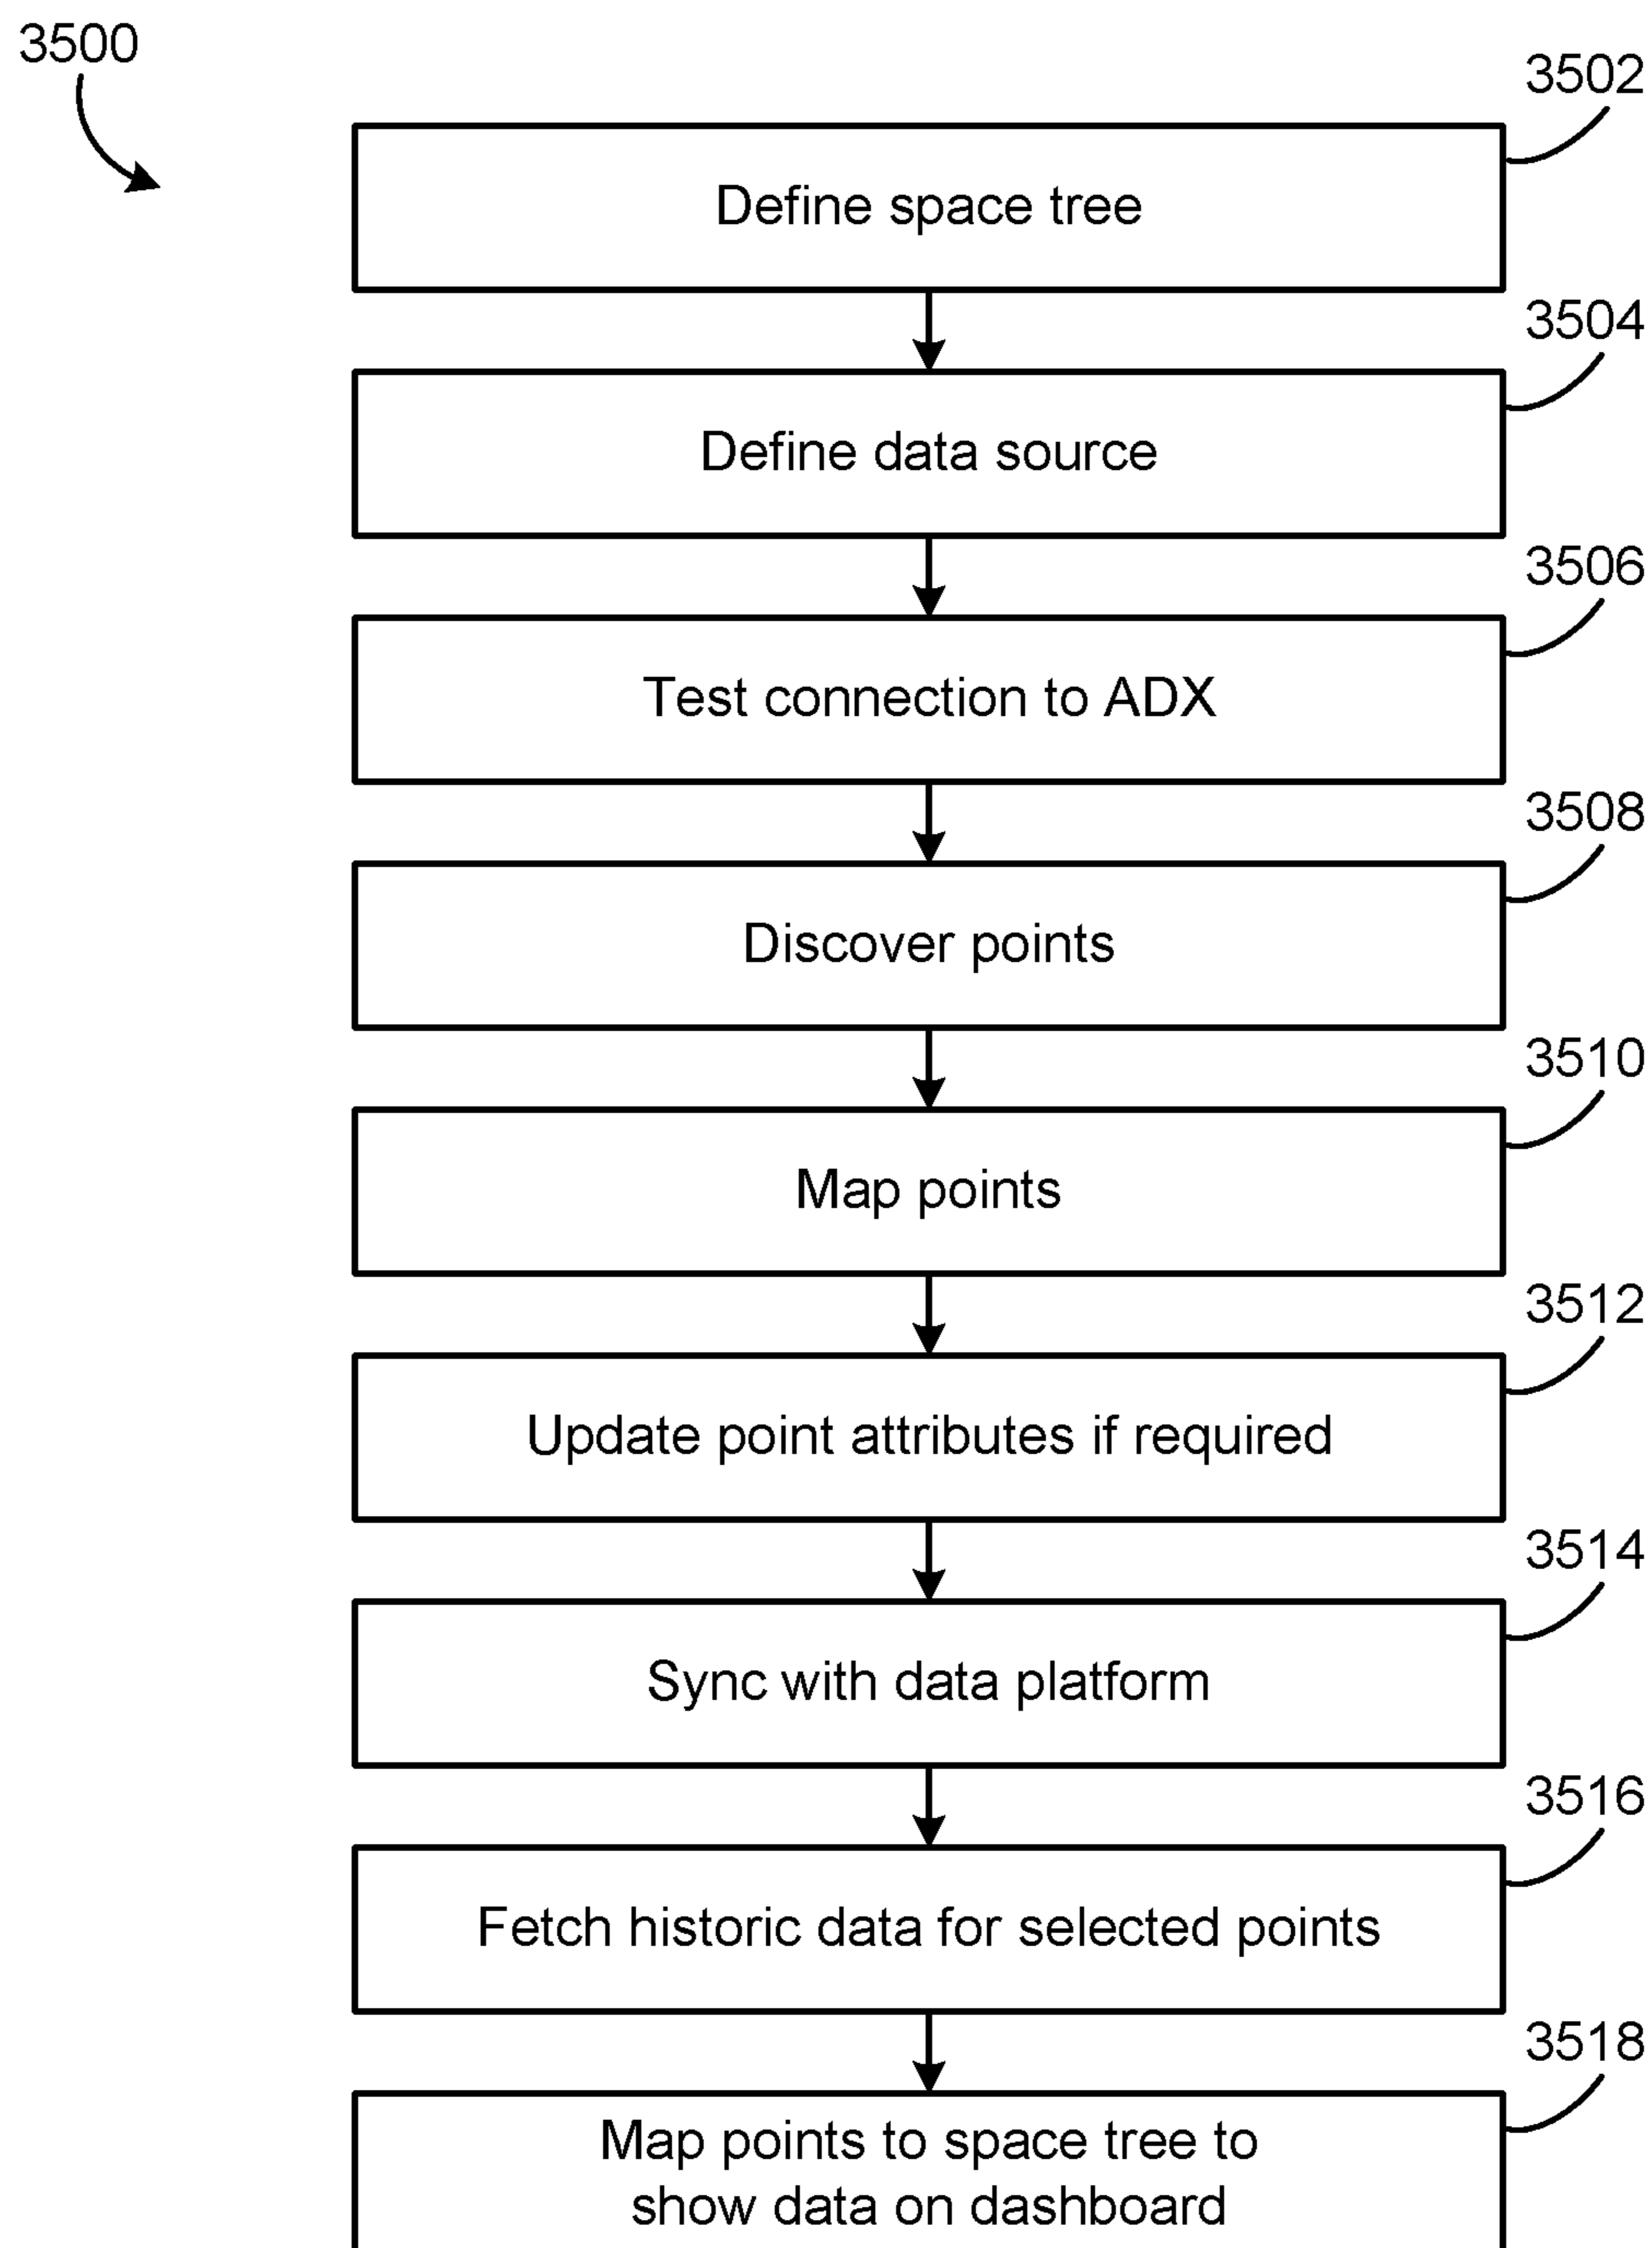 3500
3502
Define space tree
3504
Define data source
3506
Test connection to ADX
3508
Discover points
3510
Map points
3512
Update point attributes if required
3514
Sync with data platform
3516
Fetch historic data for selected points
3518
Map points to space tree to
show data on dashboard